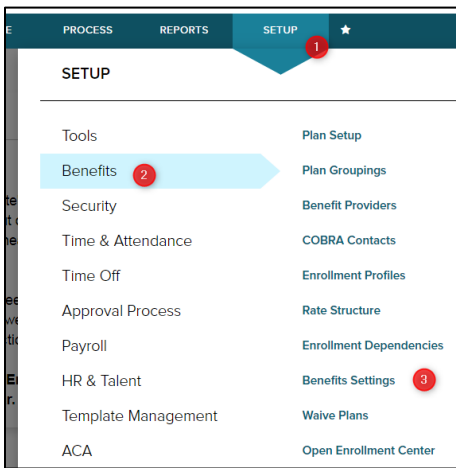 E PROCESS REPORTS SETUP
1
SETUP
Tools
Plan Setup
Benefits 2
Plan Groupings
Security
Benefit Providers
Time & Attendance
COBRA Contacts
Time Off
Enrollment Profiles
Approval Process
Rate Structure
Payroll
Enrollment Dependencies
HR & Talent
Benefits Settings 3
Template Management
Waive Plans
ACA
Open Enrollment Center